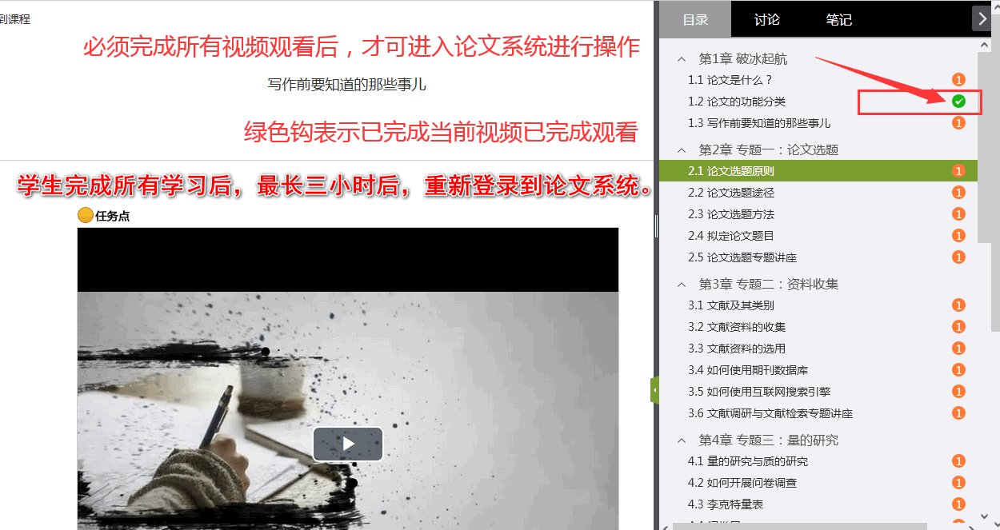 到课程
必须完成所有视频观看后，才可进入论文系统进行操作
写作前要知道的那些事儿
绿色钩表示已完成当前视频已完成观看
学生完成所有学习后，最长三小时后，重新登录到论文系统。
任务点
目录 讨论 笔记
第1章 破冰起航
1.1 论文是什么？ 1
1.2 论文的功能分类
1.3 写作前要知道的那些事儿 1
第2章 专题一：论文选题
2.1 论文选题原则 1
2.2 论文选题途径 1
2.3 论文选题方法 1
2.4 拟定论文题目 1
2.5 论文选题专题讲座 1
第3章 专题二：资料收集
3.1 文献及其类别 1
3.2 文献资料的收集 1
3.3 文献资料的选用 1
3.4 如何使用期刊数据库 1
3.5 如何使用互联网搜索引擎 1
3.6 文献调研与文献检索专题讲座 1
第4章 专题三：量的研究
4.1 量的研究与质的研究 1
4.2 如何开展问卷调查 1
4.3 李克特量表 1